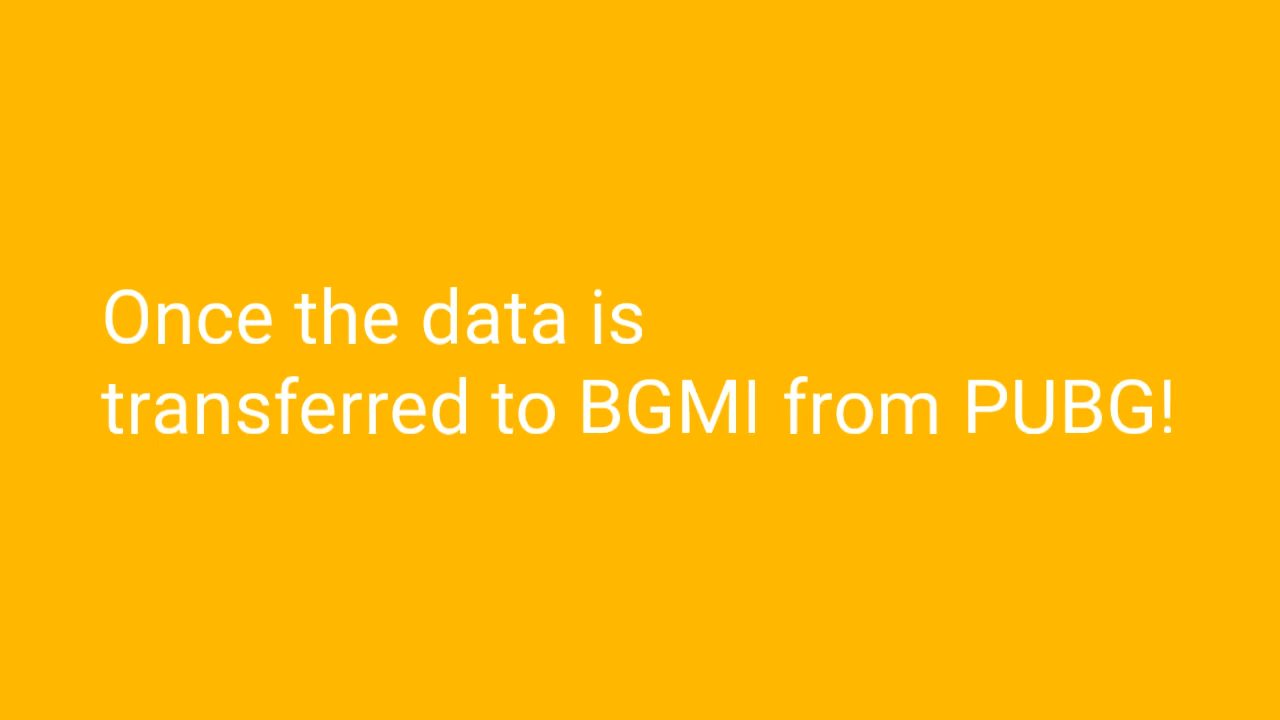 Once the data is
transferred to BGMI from PUBG!